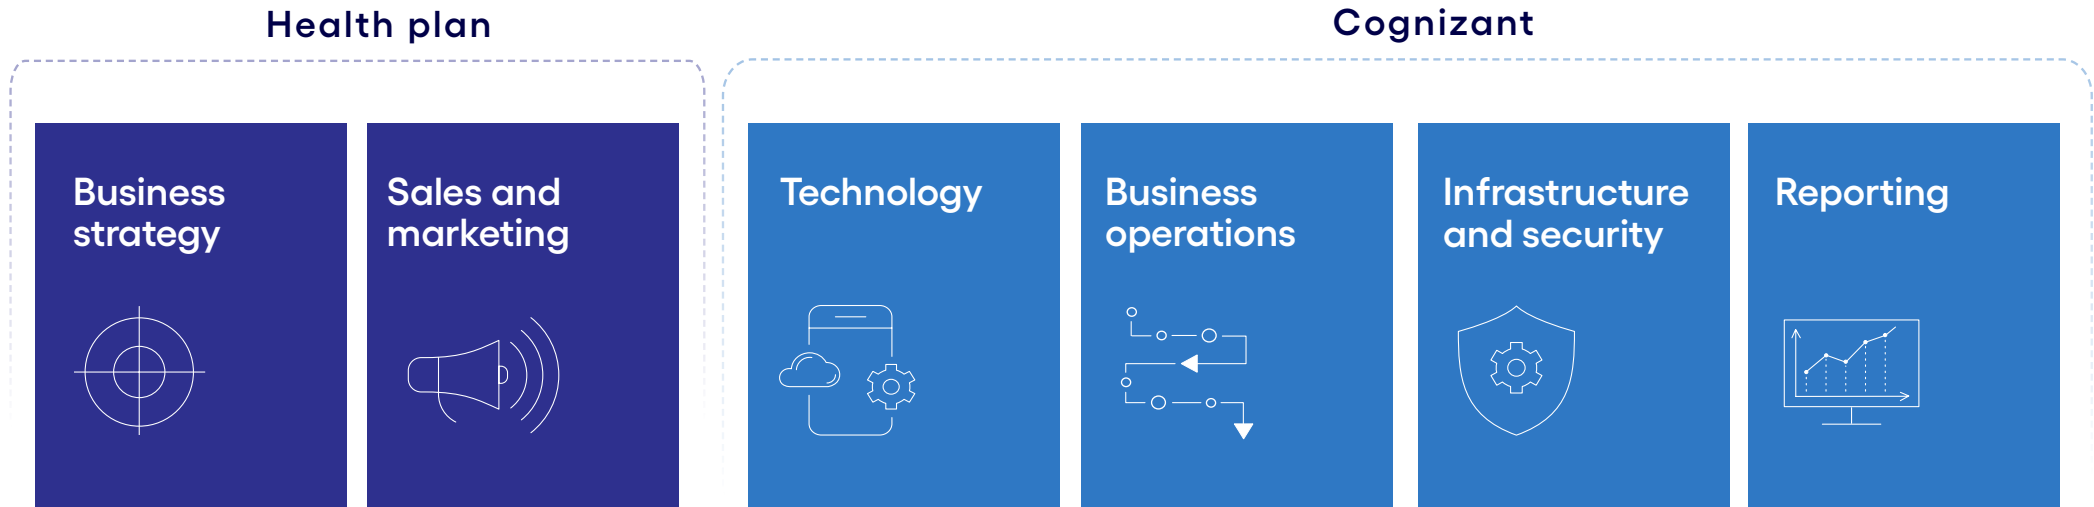 Health plan
Cognizant
Business
strategy
Sales and
marketing
Technology
Business
operations
Infrastructure
and security
Reporting